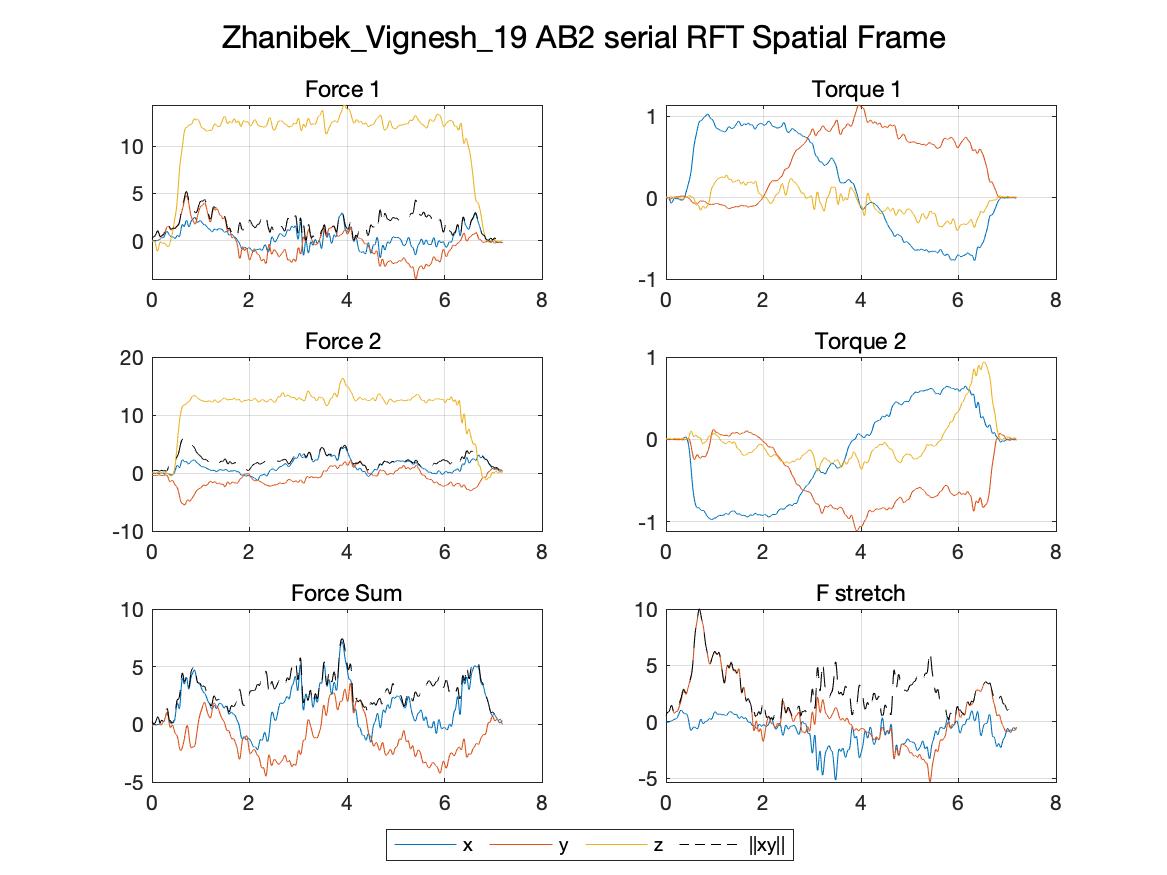 Zhanibek_Vignesh_19 AB2 serial RFT Spatial Frame
Force 1
10
5
0
0 2 4 6 8
Torque 1
1
0
-1
0 2 4 6 8
Force 2
20
10
0
-10
0 2 4 6 8
Torque 2
1
0
-1
0 2 4 6 8
Force Sum
10
5
0
-5
0 2 4 6 8
F stretch
10
5
0
-5
0 2 4 6 8
x y z ||xy||